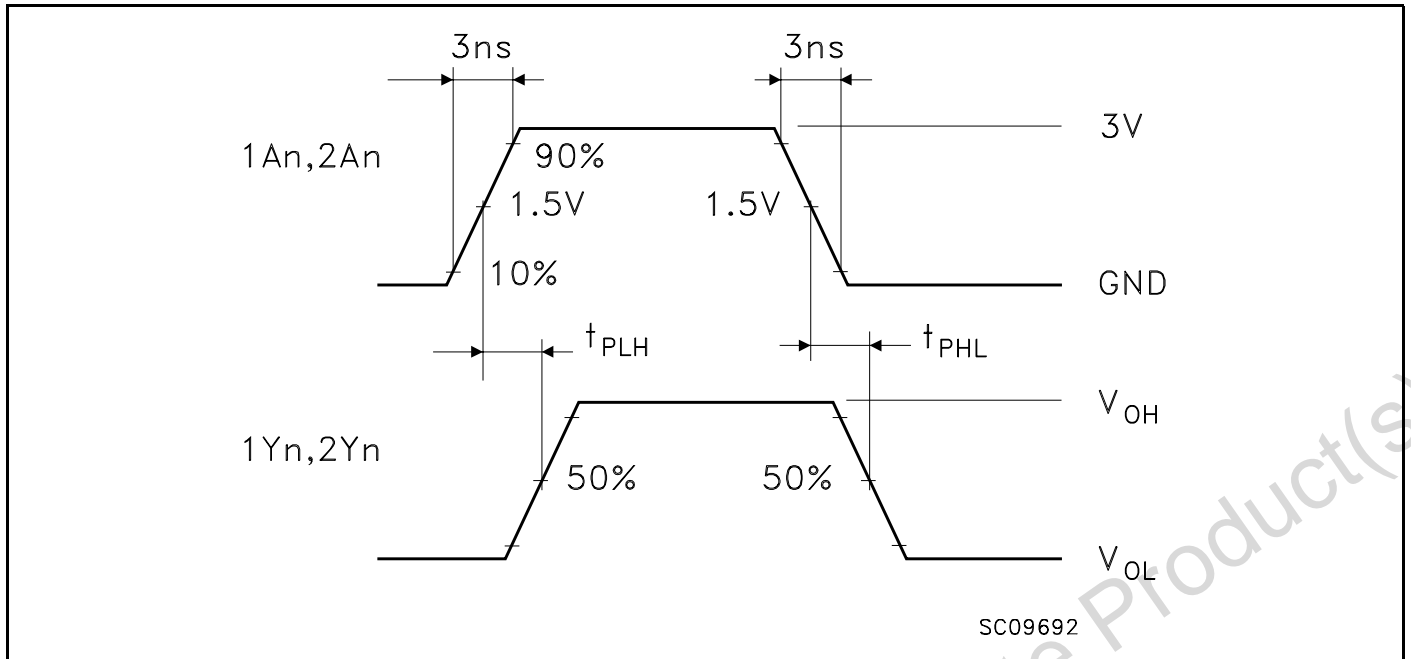 3ns 3ns
3V
1An,2An 90%
1.5V 1.5V
10%
GND
tPLH tPHL
VOH
1Yn,2Yn
50% 50%
VOL
SC09692
Product(s)